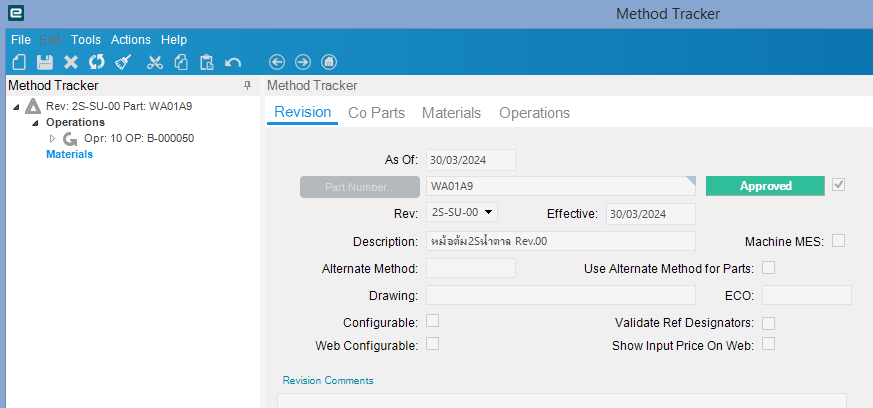 Method Tracker
File Edit Tools Actions Help
Method Tracker
Method Tracker
Rev: 2S-SU-00 Part: WA01A9
Operations
Opr: 10 OP: B-000050
Materials
Revision Co Parts Materials Operations
As Of: 30/03/2024
Part Number... WA01A9 Approved
Rev: 2S-SU-00 Effective: 30/03/2024
Description: หม้อต้ม2Sน้ำตาล Rev.00 Machine MES:
Alternate Method: Use Alternate Method for Parts:
Drawing: ECO:
Configurable: Validate Ref Designators:
Web Configurable: Show Input Price On Web:
Revision Comments